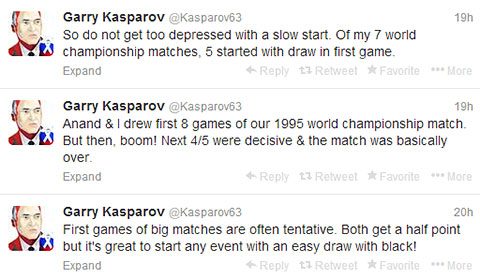 Garry Kasparov @Kasparov63 19h
So do not get too depressed with a slow start. Of my 7 world
championship matches, 5 started with draw in first game.
Expand Reply Retweet Favorite More
Garry Kasparov @Kasparov63 19h
Anand & I drew first 8 games of our 1995 world championship match.
But then, boom! Next 4/5 were decisive & the match was basically
over.
Expand Reply Retweet Favorite More
Garry Kasparov @Kasparov63 20h
First games of big matches are often tentative. Both get a half point
but it's great to start any event with an easy draw with black!
Expand Reply Retweet Favorite More